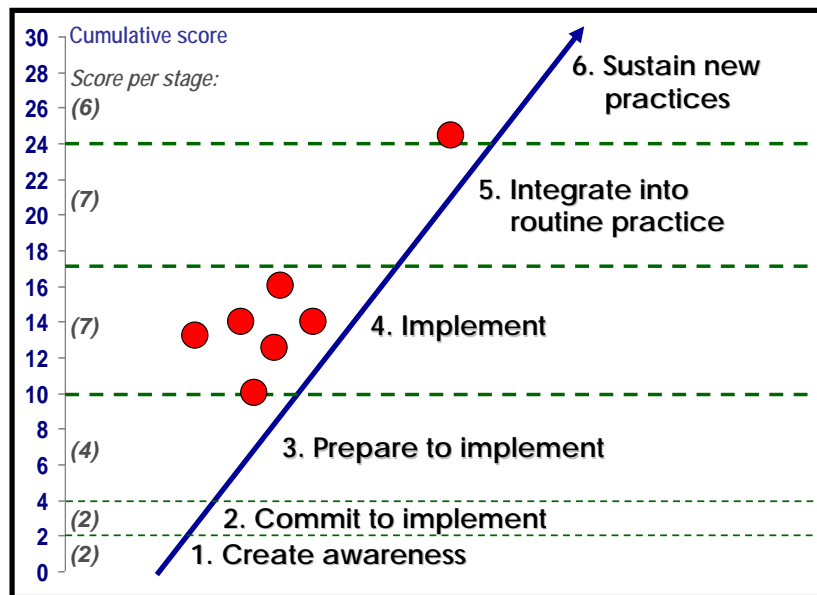 30 Cumulative score
28
Score per stage:
6. Sustain new
26 (6)
practices
24
22
(7)
5. Integrate into
20
routine practice
18
16
14 (7)
4. Implement
12
10
8
(4)
3. Prepare to implement
6
4
(2)
2. Commit to implement
2
(2)
1. Create awareness
0